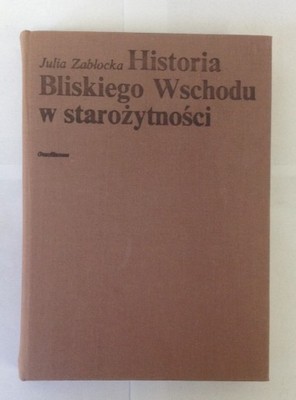 Julia Zabłocka Historia
Bliskiego Wschodu
w starożytności
Ossolineum